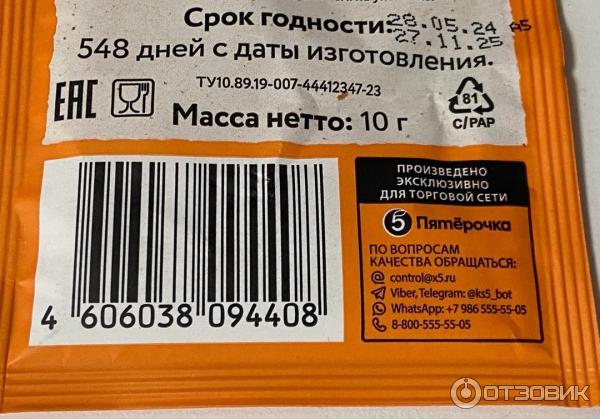 Срок годности: 28.05.24 А5
27.11.25
548 дней с даты изготовления.
ТУ10.89.19-007-44412347-23
EAC
Масса нетто: 10 г
81
C/PAP
ПРОИЗВЕДЕНО
ЭКСКЛЮЗИВНО
ДЛЯ ТОРГОВОЙ СЕТИ
5 Пятёрочка
ПО ВОПРОСАМ
КАЧЕСТВА ОБРАЩАТЬСЯ:
control@x5.ru
Viber, Telegram: @ks5_bot
WhatsApp: +7 986 555-55-05
8-800-555-55-05
4 606038 094408
ОТЗОВИК